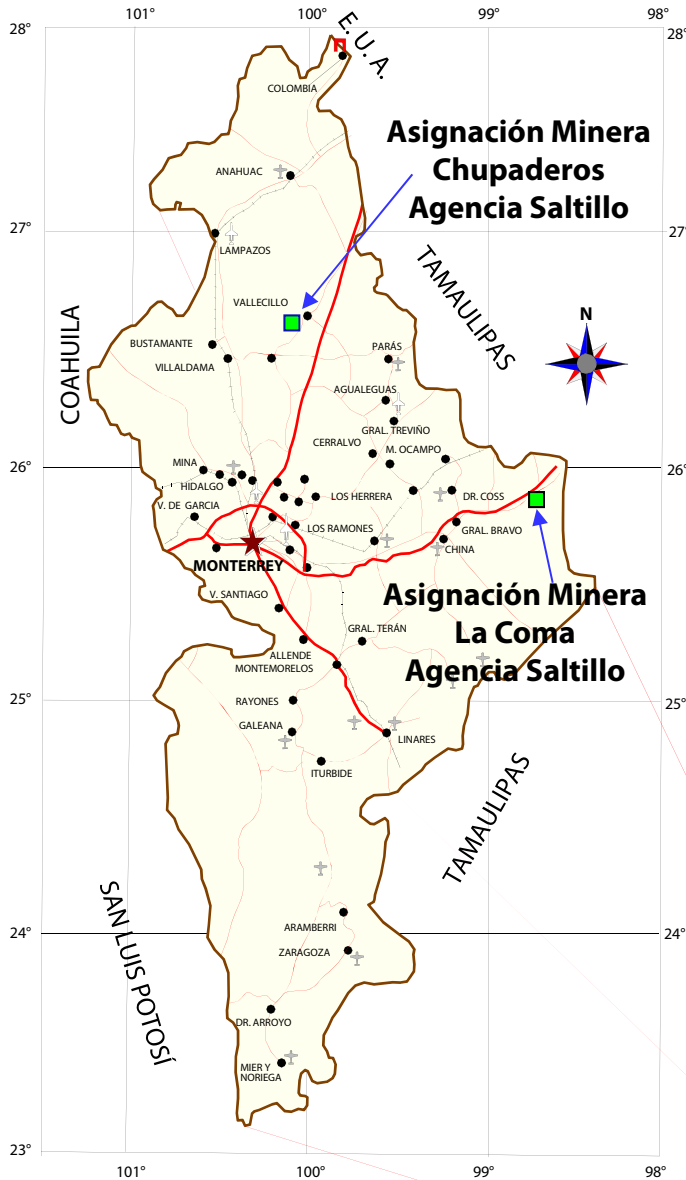 101°
100°
99°
98°
28°
28°
E. U. A.
COLOMBIA
Asignación Minera
Chupaderos
Agencia Saltillo
ANAHUAC
27°
27°
LAMPAZOS
TAMAULIPAS
VALLECILLO
N
COAHUILA
BUSTAMANTE
VILLALDAMA
PARÁS
AGUALEGUAS
GRAL. TREVIÑO
CERRALVO
M. OCAMPO
26°
26°
MINA
HIDALGO
LOS HERRERA
DR. COSS
V. DE GARCIA
LOS RAMONES
GRAL. BRAVO
CHINA
MONTERREY
V. SANTIAGO
Asignación Minera
La Coma
Agencia Saltillo
GRAL. TERÁN
ALLENDE
MONTEMORELOS
25°
25°
RAYONES
GALEANA
LINARES
ITURBIDE
TAMAULIPAS
SAN LUIS POTOSÍ
ARAMBERRI
24°
24°
ZARAGOZA
DR. ARROYO
MIER Y
NORIEGA
23°
23°
101°
100°
99°
98°